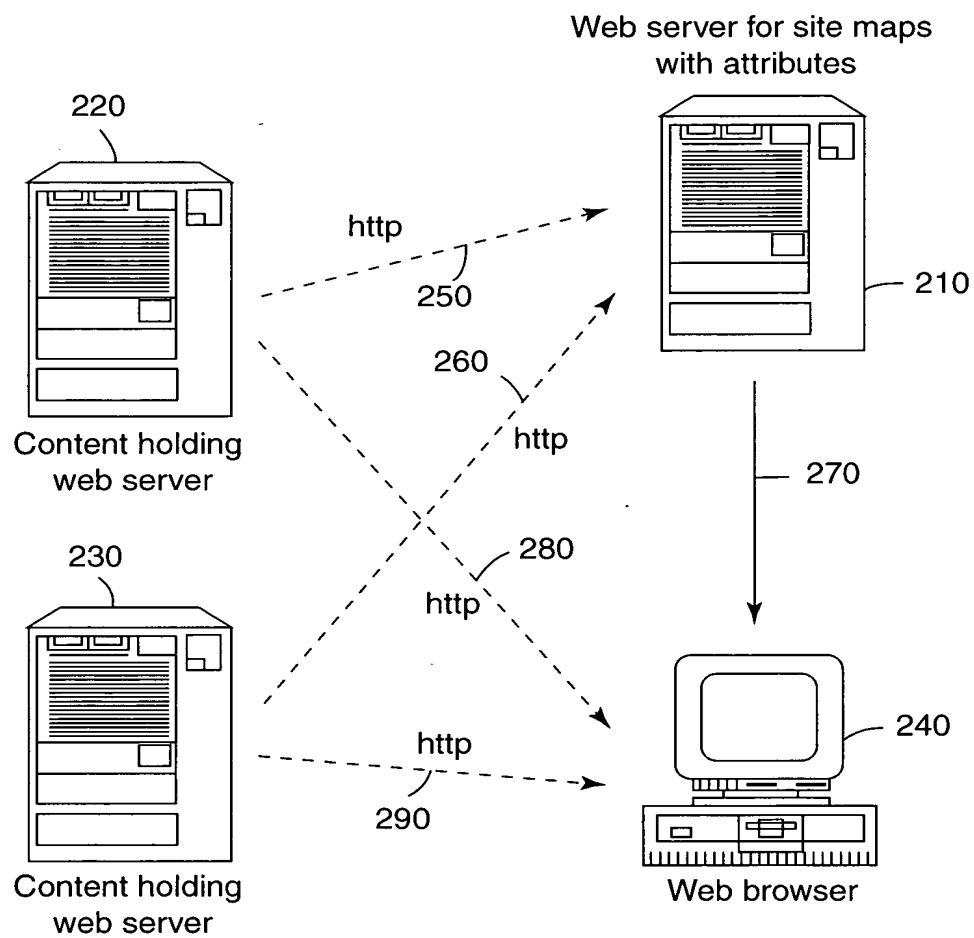 Web server for site maps
with attributes
220
http
250
210
260
http
Content holding
web server
270
280
230
http
240
http
290
Content holding
web server
Web browser